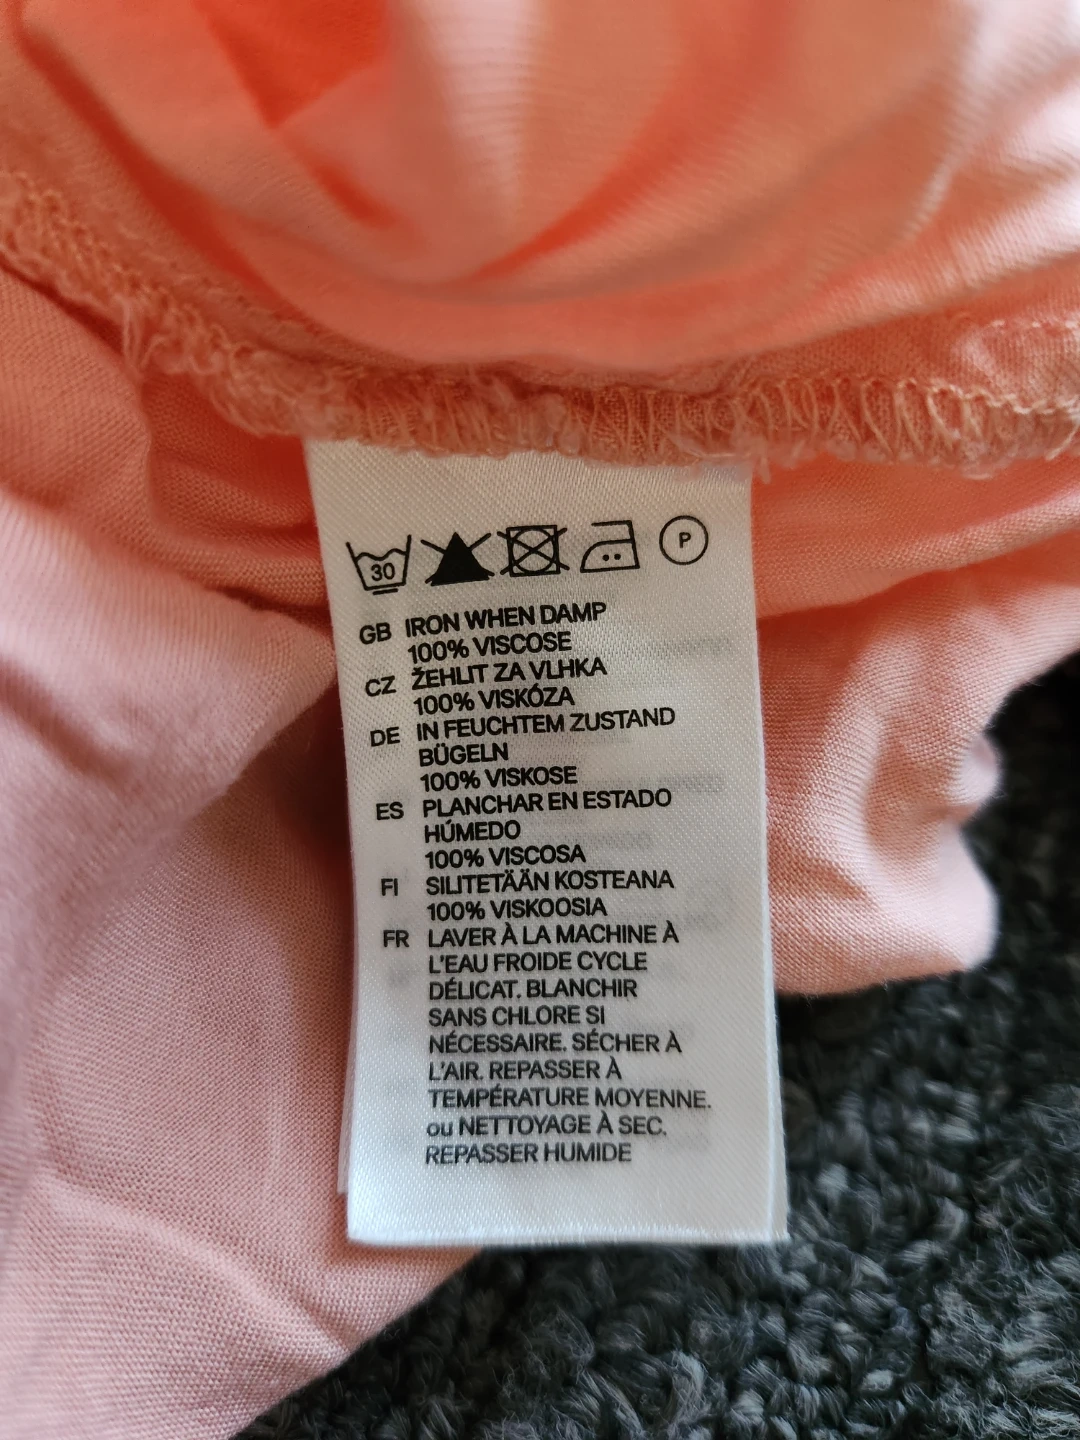 30 P
GB IRON WHEN DAMP
100% VISCOSE
CZ ŽEHLIT ZA VLHKA
100% VISKÓZA
DE IN FEUCHTEM ZUSTAND
BÜGELN
100% VISKOSE
ES PLANCHAR EN ESTADO
HÚMEDO
100% VISCOSA
FI SILITETÄÄN KOSTEANA
100% VISKOOSIA
FR LAVER À LA MACHINE À
L'EAU FROIDE CYCLE
DÉLICAT. BLANCHIR
SANS CHLORE SI
NÉCESSAIRE. SÉCHER À
L'AIR. REPASSER À
TEMPÉRATURE MOYENNE.
ou NETTOYAGE À SEC.
REPASSER HUMIDE